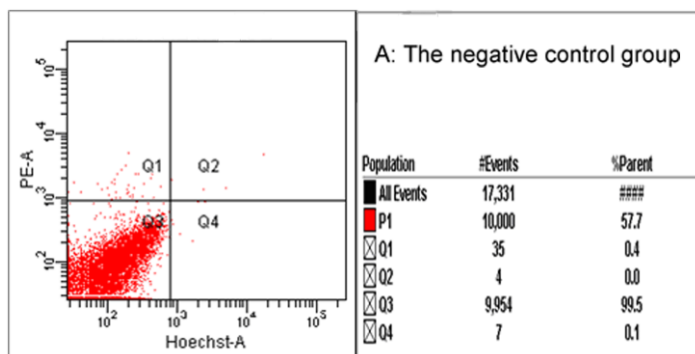 A: The negative control group
PE-A
10^5
10^4
10^3
10^2
Q1 Q2
Q3 Q4
10^2 10^3 10^4 10^5
Hoechst-A
Population #Events %Parent
All Events 17,331 ####
P1 10,000 57.7
Q1 35 0.4
Q2 4 0.0
Q3 9,954 99.5
Q4 7 0.1